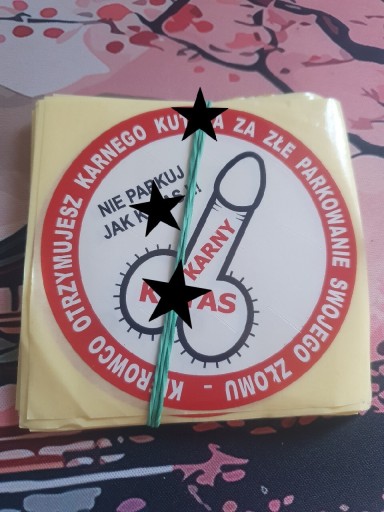 KIEROWCO OTRZYMUJESZ KARNEGO ZA ZŁE PARKOWANIE SWOJEGO ZŁOMU -
NIE PARKUJ
JAK
KARNY